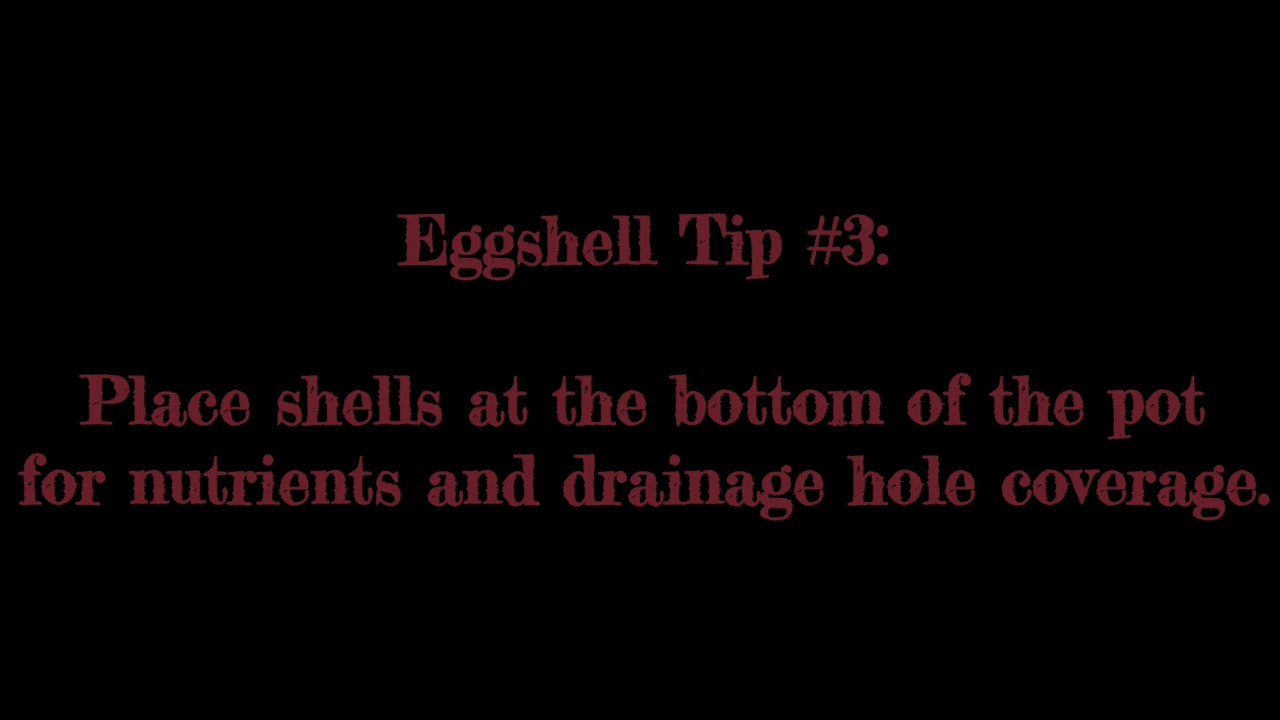 Eggshell Tip #3:
Place shells at the bottom of the pot
for nutrients and drainage hole coverage.